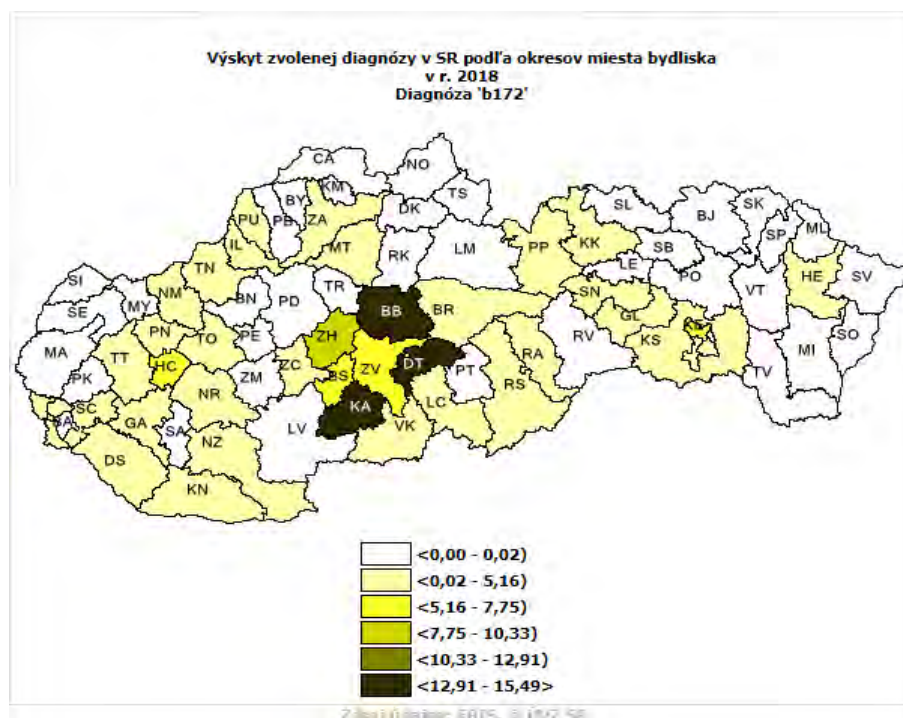 Výskyt zvolenej diagnózy v SR podľa okresov miesta bydliska
v r. 2018
Diagnóza 'b172'
CA
NO
KM
TS
BY
PU
PB
ZA
DK
SL
BJ
SK
SP
ML
IL
MT
RK
LM
PP
KK
SB
LE
PO
HE
SV
TN
SI
SE
MY
NM
BN
PD
TR
BB
BR
SN
GL
VT
MA
PN
TO
PE
ZH
RV
KS
MI
SO
TT
HC
ZM
ZC
BS
ZV
DT
PT
RA
RS
TV
PK
NR
KA
LC
SC
GA
SA
LV
VK
DS
NZ
KN
<0,00 - 0,02)
<0,02 - 5,16)
<5,16 - 7,75)
<7,75 - 10,33)
<10,33 - 12,91)
<12,91 - 15,49>